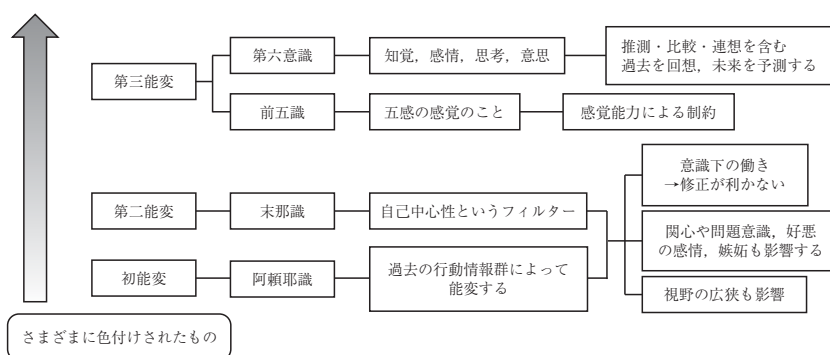 第六意識
知覚，感情，思考，意思
推測・比較・連想を含む
過去を回想，未来を予測する
第三能変
前五識
五感の感覚のこと
感覚能力による制約
意識下の働き
→修正が利かない
第二能変
末那識
自己中心性というフィルター
関心や問題意識，好悪
の感情，嫉妬も影響する
初能変
阿頼耶識
過去の行動情報群によって
能変する
視野の広狭も影響
さまざまに色付けされたもの